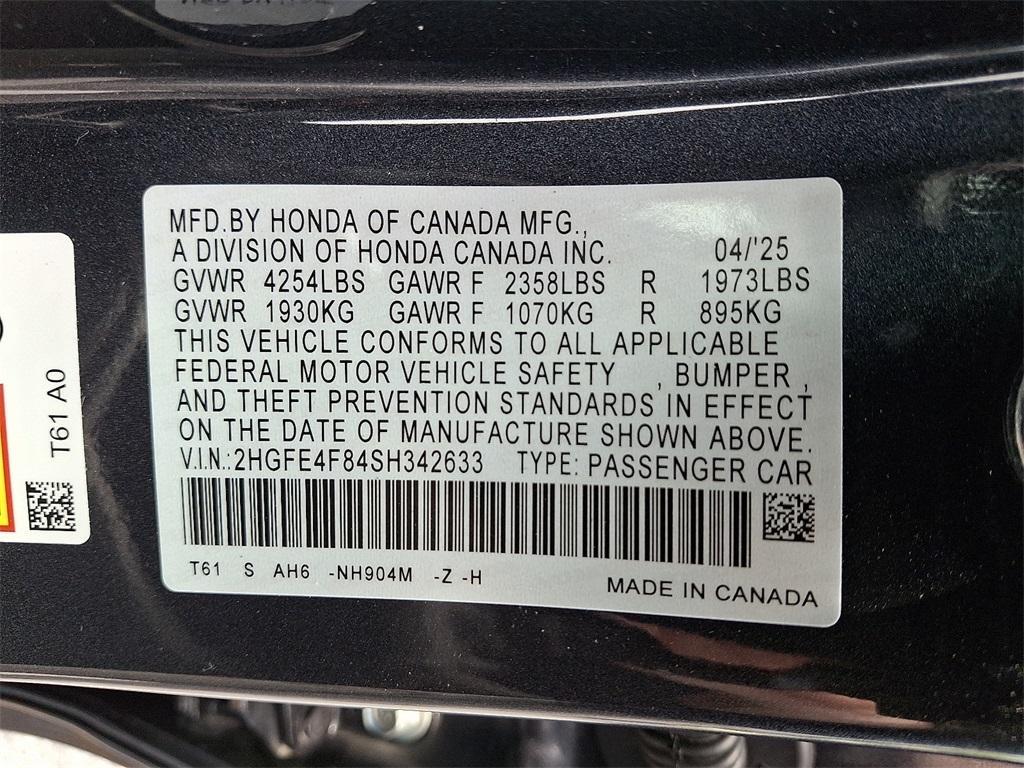 MFD.BY HONDA OF CANADA MFG.,
A DIVISION OF HONDA CANADA INC. 04/'25
GVWR 4254LBS GAWR F 2358LBS R 1973LBS
GVWR 1930KG GAWR F 1070KG R 895KG
THIS VEHICLE CONFORMS TO ALL APPLICABLE
FEDERAL MOTOR VEHICLE SAFETY , BUMPER ,
AND THEFT PREVENTION STANDARDS IN EFFECT
ON THE DATE OF MANUFACTURE SHOWN ABOVE.
V.I.N.:2HGFE4F84SH342633 TYPE: PASSENGER CAR
T61 S AH6 -NH904M -Z -H
MADE IN CANADA
T61 A0